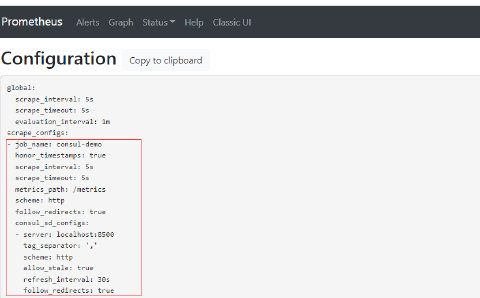 Prometheus Alerts Graph Status Help Classic UI
Configuration Copy to clipboard
global:
  scrape_interval: 5s
  scrape_timeout: 5s
  evaluation_interval: 1m
scrape_configs:
- job_name: consul-demo
  honor_timestamps: true
  scrape_interval: 5s
  scrape_timeout: 5s
  metrics_path: /metrics
  scheme: http
  follow_redirects: true
  consul_sd_configs:
  - server: localhost:8500
    tag_separator: ','
    scheme: http
    allow_stale: true
    refresh_interval: 30s
    follow_redirects: true